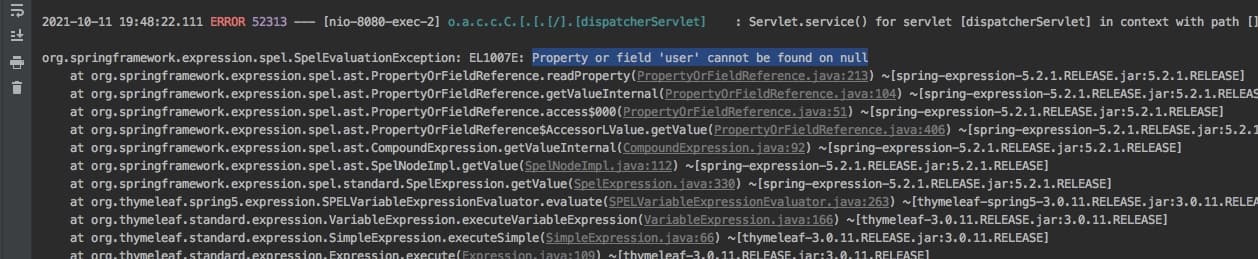 2021-10-11 19:48:22.111 ERROR 52313 --- [nio-8080-exec-2] o.a.c.c.C.[.[.[/].[dispatcherServlet]    : Servlet.service() for servlet [dispatcherServlet] in context with path []
org.springframework.expression.spel.SpelEvaluationException: EL1007E: Property or field 'user' cannot be found on null
at org.springframework.expression.spel.ast.PropertyOrFieldReference.readProperty(PropertyOrFieldReference.java:213) ~[spring-expression-5.2.1.RELEASE.jar:5.2.1.RELEASE]
at org.springframework.expression.spel.ast.PropertyOrFieldReference.getValueInternal(PropertyOrFieldReference.java:104) ~[spring-expression-5.2.1.RELEASE.jar:5.2.1.RELEAS
at org.springframework.expression.spel.ast.PropertyOrFieldReference.access$000(PropertyOrFieldReference.java:51) ~[spring-expression-5.2.1.RELEASE.jar:5.2.1.RELEASE]
at org.springframework.expression.spel.ast.PropertyOrFieldReference$AccessorLValue.getValue(PropertyOrFieldReference.java:406) ~[spring-expression-5.2.1.RELEASE.jar:5.2.1
at org.springframework.expression.spel.ast.CompoundExpression.getValueInternal(CompoundExpression.java:92) ~[spring-expression-5.2.1.RELEASE.jar:5.2.1.RELEASE]
at org.springframework.expression.spel.ast.SpelNodeImpl.getValue(SpelNodeImpl.java:112) ~[spring-expression-5.2.1.RELEASE.jar:5.2.1.RELEASE]
at org.springframework.expression.spel.standard.SpelExpression.getValue(SpelExpression.java:330) ~[spring-expression-5.2.1.RELEASE.jar:5.2.1.RELEASE]
at org.thymeleaf.spring5.expression.SPELVariableExpressionEvaluator.evaluate(SPELVariableExpressionEvaluator.java:263) ~[thymeleaf-spring5-3.0.11.RELEASE.jar:3.0.11.RELEA
at org.thymeleaf.standard.expression.VariableExpression.executeVariableExpression(VariableExpression.java:166) ~[thymeleaf-3.0.11.RELEASE.jar:3.0.11.RELEASE]
at org.thymeleaf.standard.expression.SimpleExpression.executeSimple(SimpleExpression.java:66) ~[thymeleaf-3.0.11.RELEASE.jar:3.0.11.RELEASE]
at org.thymeleaf.standard.expression.Expression.execute(Expression.java:109) ~[thymeleaf-3.0.11.RELEASE.jar:3.0.11.RELEASE]